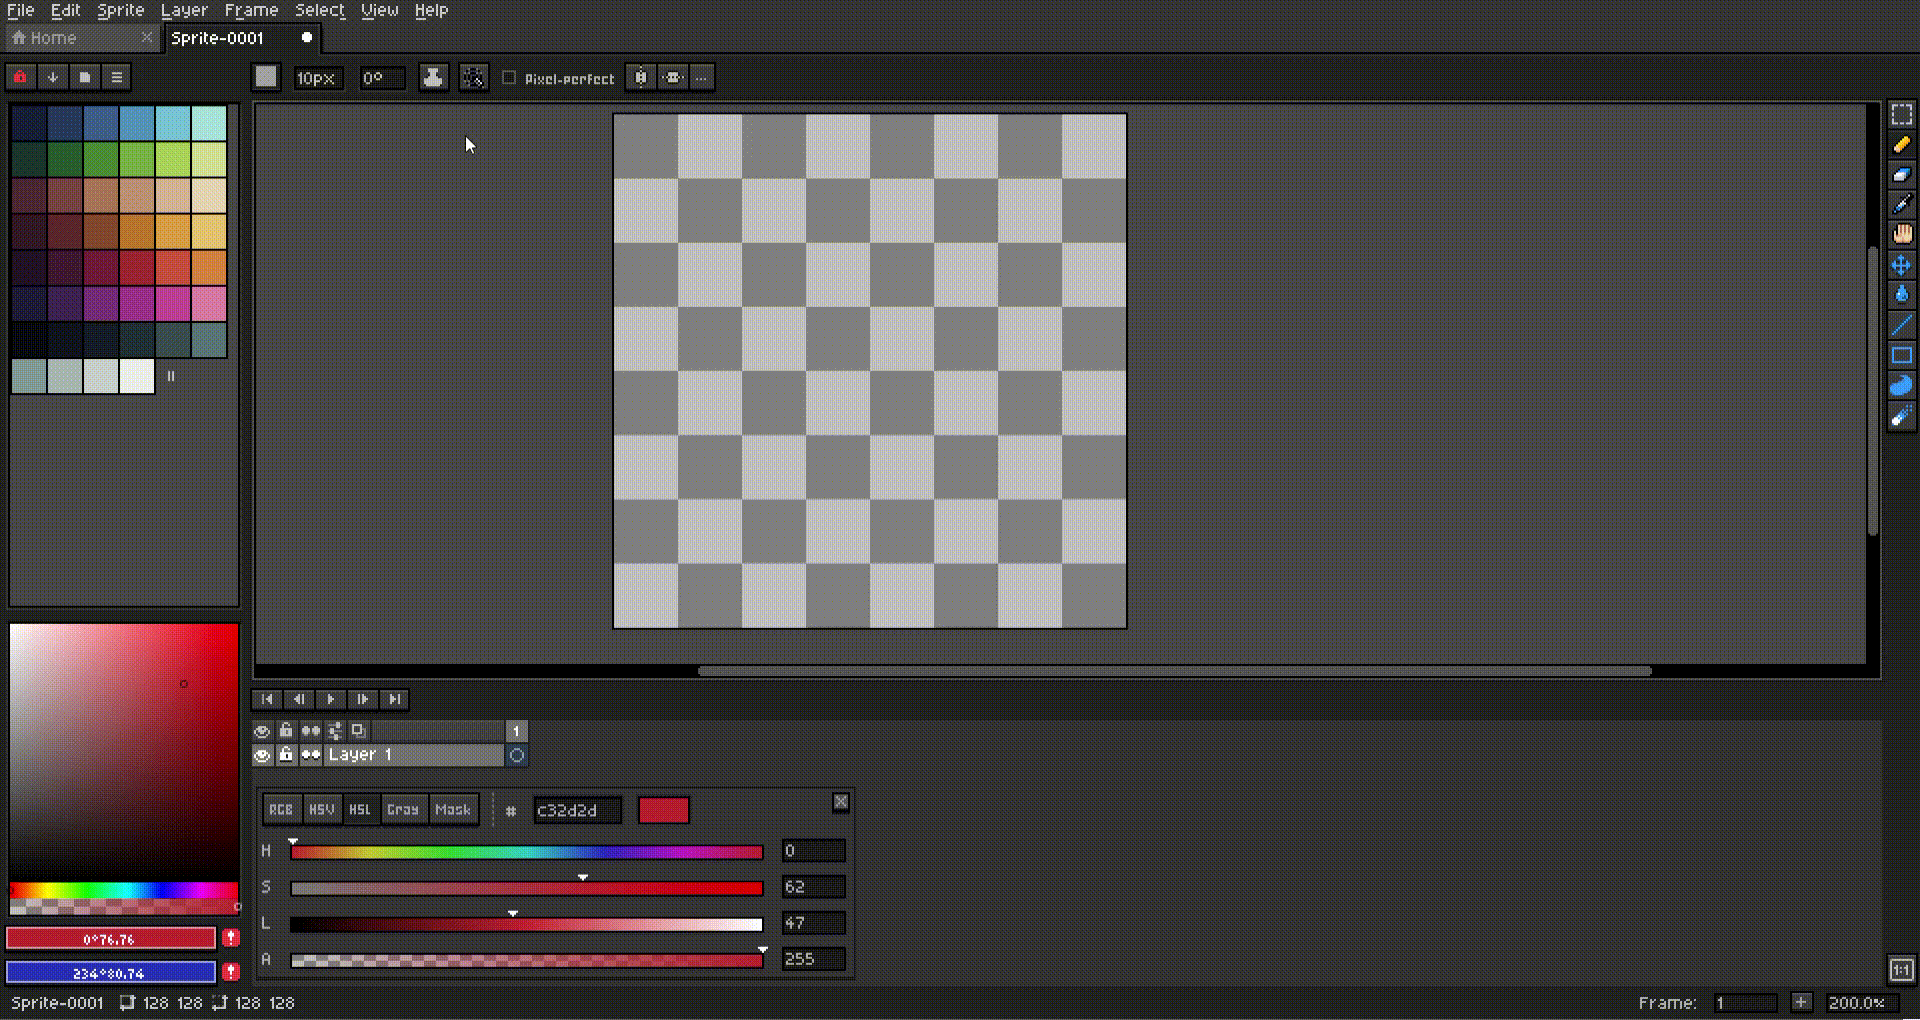 File Edit Sprite Layer Frame Select View Help
Home Sprite-0001
10px 0° Pixel-perfect ...
1
Layer 1
RGB HSV HSL Gray Mask # c32d2d
H 0
S 62
L 47
A 255
0°76.76
234°80.74
1:1
Sprite-0001 128 128 128 128 Frame: 1 + 200.0%